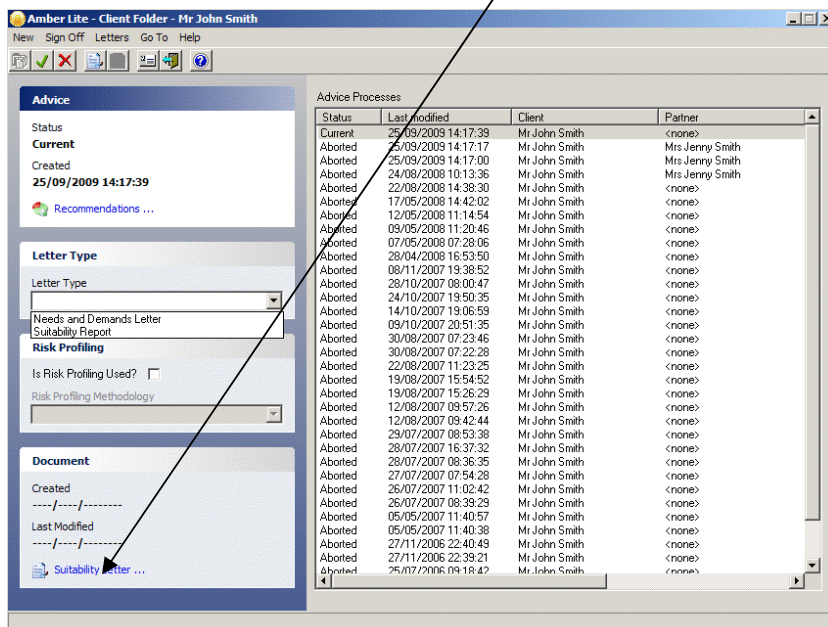 Amber Lite - Client Folder - Mr John Smith
New Sign Off Letters Go To Help
Advice
Status
Current
Created
25/09/2009 14:17:39
Recommendations ...
Letter Type
Letter Type
Needs and Demands Letter
Suitability Report
Risk Profiling
Is Risk Profiling Used?
Risk Profiling Methodology
Document
Created
----/----/--------
Last Modified
----/----/--------
Suitability Letter ...
Advice Processes
Status Last modified Client Partner
Current 25/09/2009 14:17:39 Mr John Smith <none>
Aborted 25/09/2009 14:17:17 Mr John Smith Mrs Jenny Smith
Aborted 25/09/2009 14:17:00 Mr John Smith Mrs Jenny Smith
Aborted 24/08/2008 10:13:36 Mr John Smith Mrs Jenny Smith
Aborted 22/08/2008 14:38:30 Mr John Smith <none>
Aborted 17/05/2008 14:42:02 Mr John Smith <none>
Aborted 12/05/2008 11:14:54 Mr John Smith <none>
Aborted 09/05/2008 11:20:46 Mr John Smith <none>
Aborted 07/05/2008 07:28:06 Mr John Smith <none>
Aborted 28/04/2008 16:53:50 Mr John Smith <none>
Aborted 08/11/2007 19:38:52 Mr John Smith <none>
Aborted 28/10/2007 08:00:47 Mr John Smith <none>
Aborted 24/10/2007 19:50:35 Mr John Smith <none>
Aborted 14/10/2007 19:06:59 Mr John Smith <none>
Aborted 09/10/2007 20:51:35 Mr John Smith <none>
Aborted 30/08/2007 07:23:46 Mr John Smith <none>
Aborted 30/08/2007 07:22:28 Mr John Smith <none>
Aborted 22/08/2007 11:23:25 Mr John Smith <none>
Aborted 19/08/2007 15:54:52 Mr John Smith <none>
Aborted 19/08/2007 15:26:29 Mr John Smith <none>
Aborted 12/08/2007 09:57:26 Mr John Smith <none>
Aborted 12/08/2007 09:42:44 Mr John Smith <none>
Aborted 29/07/2007 08:53:38 Mr John Smith <none>
Aborted 28/07/2007 16:37:32 Mr John Smith <none>
Aborted 28/07/2007 08:36:35 Mr John Smith <none>
Aborted 27/07/2007 07:54:28 Mr John Smith <none>
Aborted 26/07/2007 11:02:42 Mr John Smith <none>
Aborted 26/07/2007 08:39:29 Mr John Smith <none>
Aborted 05/05/2007 11:40:57 Mr John Smith <none>
Aborted 05/05/2007 11:40:38 Mr John Smith <none>
Aborted 27/11/2006 22:40:49 Mr John Smith <none>
Aborted 27/11/2006 22:39:21 Mr John Smith <none>
Aborted 25/07/2006 09:18:42 Mr John Smith <none>